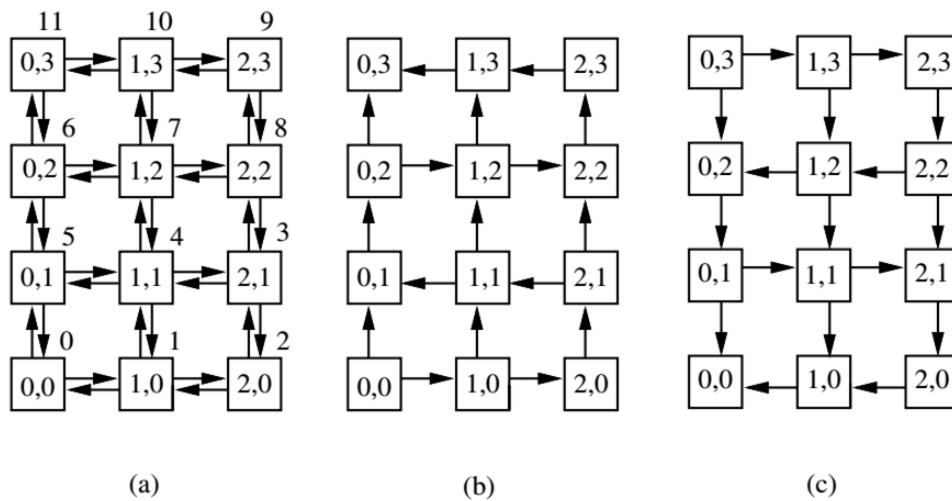 11 10 9
0,3 1,3 2,3 0,3 1,3 2,3 0,3 1,3 2,3
6 7 8
0,2 1,2 2,2 0,2 1,2 2,2 0,2 1,2 2,2
5 4 3
0,1 1,1 2,1 0,1 1,1 2,1 0,1 1,1 2,1
0 1 2
0,0 1,0 2,0 0,0 1,0 2,0 0,0 1,0 2,0
(a) (b) (c)